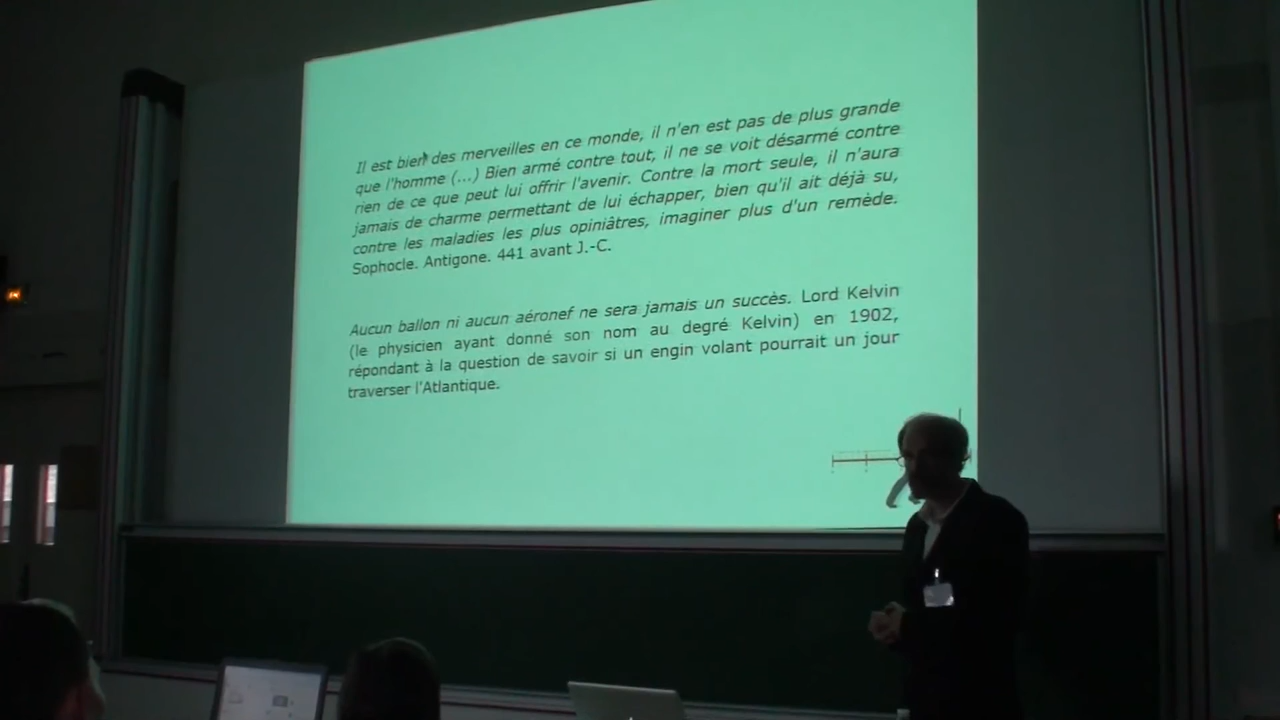 Il est bien des merveilles en ce monde, il n'en est pas de plus grande
que l'homme (...) Bien armé contre tout, il ne se voit désarmé contre
rien de ce que peut lui offrir l'avenir. Contre la mort seule, il n'aura
jamais de charme permettant de lui échapper, bien qu'il ait déjà su,
contre les maladies les plus opiniâtres, imaginer plus d'un remède.
Sophocle. Antigone. 441 avant J.-C.
Aucun ballon ni aucun aéronef ne sera jamais un succès. Lord Kelvin
(le physicien ayant donné son nom au degré Kelvin) en 1902,
répondant à la question de savoir si un engin volant pourrait un jour
traverser l'Atlantique.